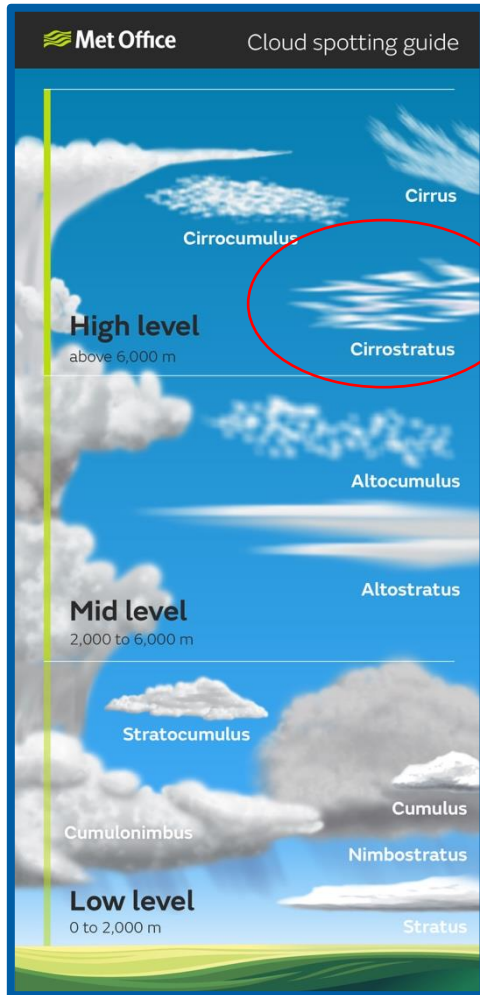 Met Office
Cloud spotting guide
Cirrus
Cirrocumulus
High level
above 6,000 m
Cirrostratus
Altocumulus
Altostratus
Mid level
2,000 to 6,000 m
Stratocumulus
Cumulus
Cumulonimbus
Nimbostratus
Low level
0 to 2,000 m
Stratus